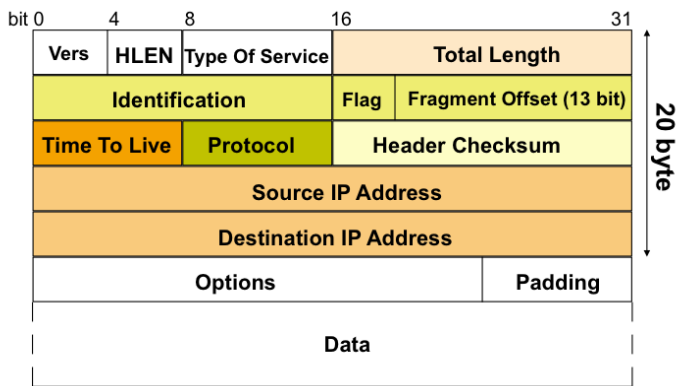 bit 0 4 8 16 31
Vers HLEN Type Of Service Total Length
Identification Flag Fragment Offset (13 bit)
Time To Live Protocol Header Checksum
20 byte
Source IP Address
Destination IP Address
Options Padding
Data